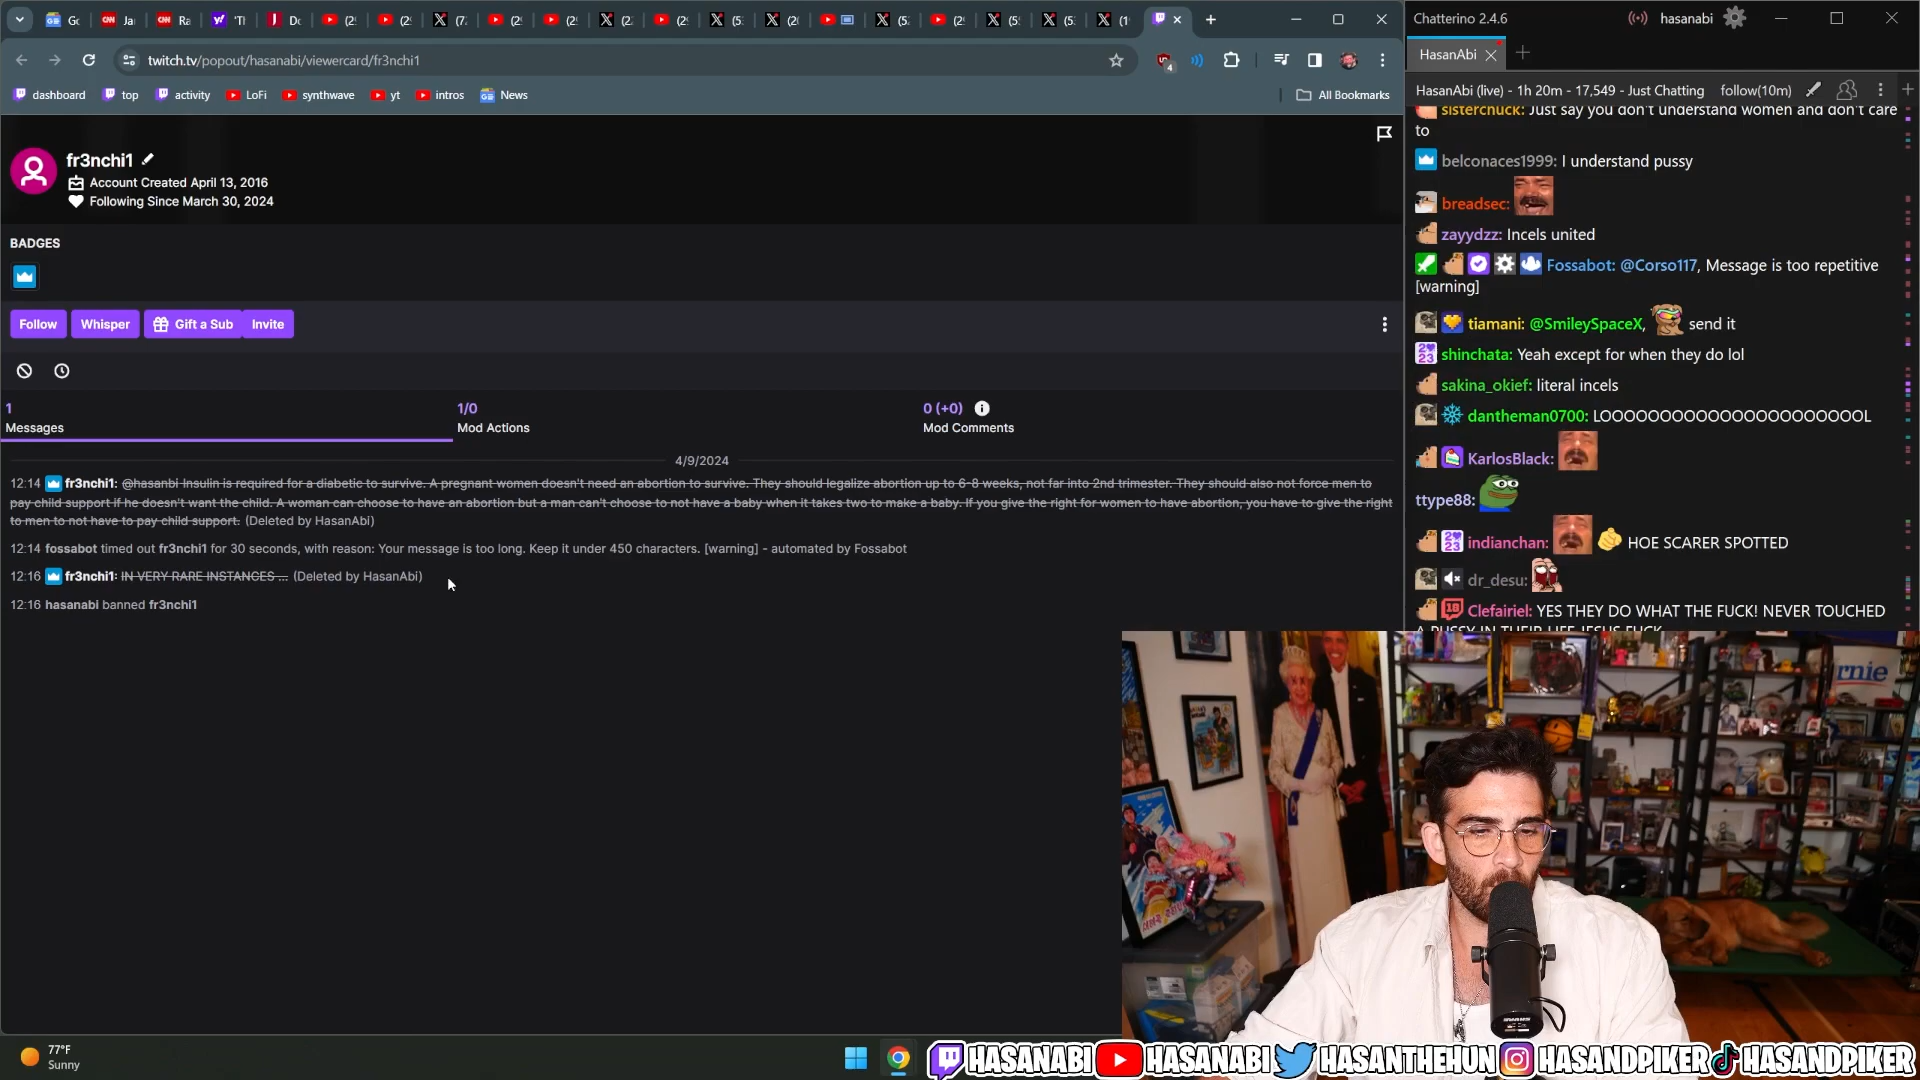 twitch.tv/popout/hasanabi/viewercard/fr3nchi1
dashboard top activity LoFi synthwave yt intros News All Bookmarks
fr3nchi1
Account Created April 13, 2016
Following Since March 30, 2024
BADGES
Follow Whisper Gift a Sub Invite
1 1/0 0 (+0)
Messages Mod Actions Mod Comments
4/9/2024
12:14 fr3nchi1: @hasanbi Insulin is required for a diabetic to survive. A pregnant women doesn't need an abortion to survive. They should legalize abortion up to 6-8 weeks, not far into 2nd trimester. They should also not force men to
pay child support if he doesn't want the child. A woman can choose to have an abortion but a man can't choose to not have a baby when it takes two to make a baby. If you give the right for women to have abortion, you have to give the right
to men to not have to pay child support. (Deleted by HasanAbi)
12:14 fossabot timed out fr3nchi1 for 30 seconds, with reason: Your message is too long. Keep it under 450 characters. [warning] - automated by Fossabot
12:16 fr3nchi1: IN VERY RARE INSTANCES ... (Deleted by HasanAbi)
12:16 hasanabi banned fr3nchi1
Chatterino 2.4.6 hasanabi
HasanAbi
HasanAbi (live) - 1h 20m - 17,549 - Just Chatting follow(10m)
sisterchuck: Just say you don't understand women and don't care
to
belconaces1999: I understand pussy
breadsec:
zayydzz: Incels united
Fossabot: @Corso117, Message is too repetitive
[warning]
tiamani: @SmileySpaceX, send it
shinchata: Yeah except for when they do lol
sakina_okief: literal incels
dantheman0700: LOOOOOOOOOOOOOOOOOOOOOOL
KarlosBlack:
ttype88:
indianchan: HOE SCARER SPOTTED
dr_desu:
Clefairiel: YES THEY DO WHAT THE FUCK! NEVER TOUCHED
A PUSSY IN THEIR LIFE JESUS FUCK
rnie
77°F
Sunny
HASANABI HASANABI HASANTHEHUN HASANDPIKER HASANDPIKER